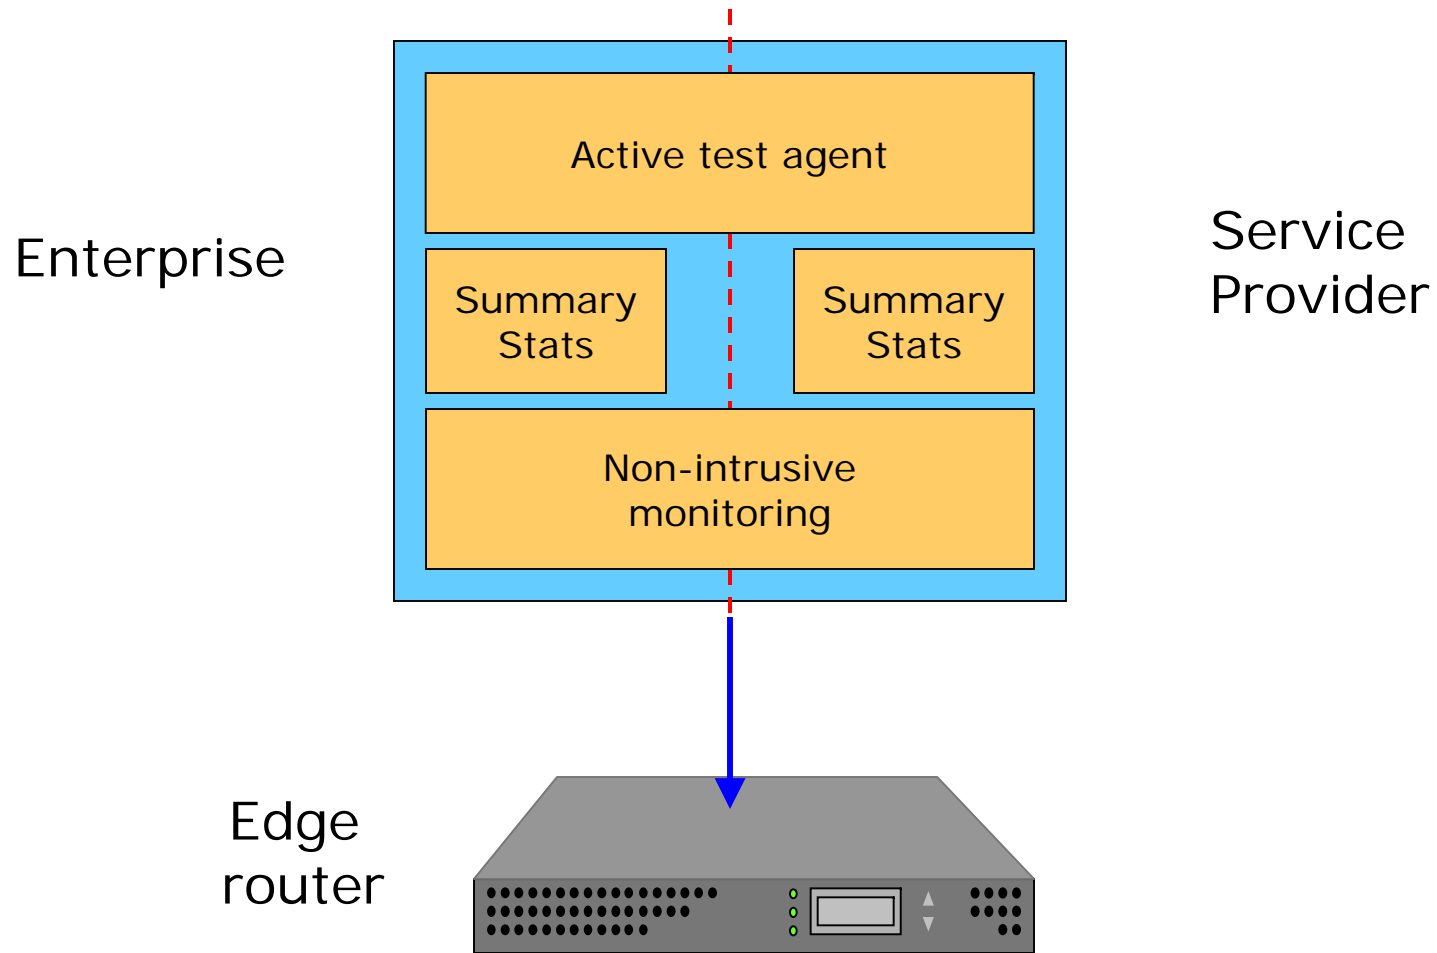 Active test agent
Enterprise
Service
Provider
Summary
Stats
Summary
Stats
Non-intrusive
monitoring
Edge
router